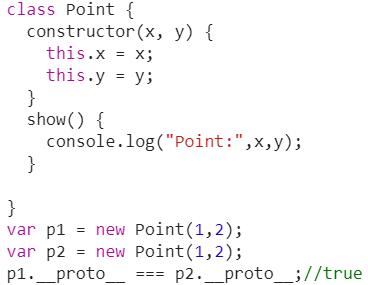 class Point {
  constructor(x, y) {
    this.x = x;
    this.y = y;
  }
  show() {
    console.log("Point:",x,y);
  }

}
var p1 = new Point(1,2);
var p2 = new Point(1,2);
p1.__proto__ === p2.__proto__;//true